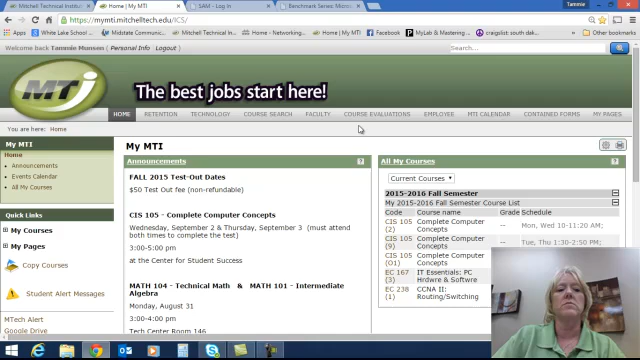 Mitchell Technical Institut
Home | My MTI
SAM - Log In
Benchmark Series: Micros
Tammie
https://mymti.mitchelltech.edu/ICS/
Apps
White Lake School
Midstate Communic
Home - Networking
Mitchell Technical In
Home | My MTI
Facebook
MyLab & Mastering
craigslist: south dak
Other bookmarks
Welcome back Tammie Munsen ( Personal Info Logout )
Search...
MTI
The best jobs start here!
HOME RETENTION TECHNOLOGY COURSE SEARCH FACULTY COURSE EVALUATIONS EMPLOYEE MTI CALENDAR CONTAINED FORMS MY PAGES
You are here: Home
My MTI
Home
Announcements
Events Calendar
All My Courses
Quick Links
My Courses
My Pages
Copy Courses
Student Alert Messages
MTech Alert
Google Drive
My MTI
Announcements
FALL 2015 Test-Out Dates
$50 Test-Out fee (non-refundable)
CIS 105 - Complete Computer Concepts
Wednesday, September 2 & Thursday, September 3 (must attend both times to complete the test)
3:00-5:00 pm
at the Center for Student Success
MATH 104 - Technical Math & MATH 101 - Intermediate Algebra
Monday, August 31
3:00-4:00 pm
Tech Center Room 146
All My Courses
Current Courses
2015-2016 Fall Semester
My 2015-2016 Fall Semester Course List
Code Course name Grade Schedule
CIS 105 (2) Complete Computer Concepts -- Mon, Wed 10-11:20 AM;
CIS 105 (9) Complete Computer Concepts -- Tue, Thu 1:30-2:50 PM;
CIS 105 (O1) Complete Computer Concepts
EC 167 (3) IT Essentials: PC Hrdware & Softwre
EC 238 (1) CCNA II: Routing/Switching